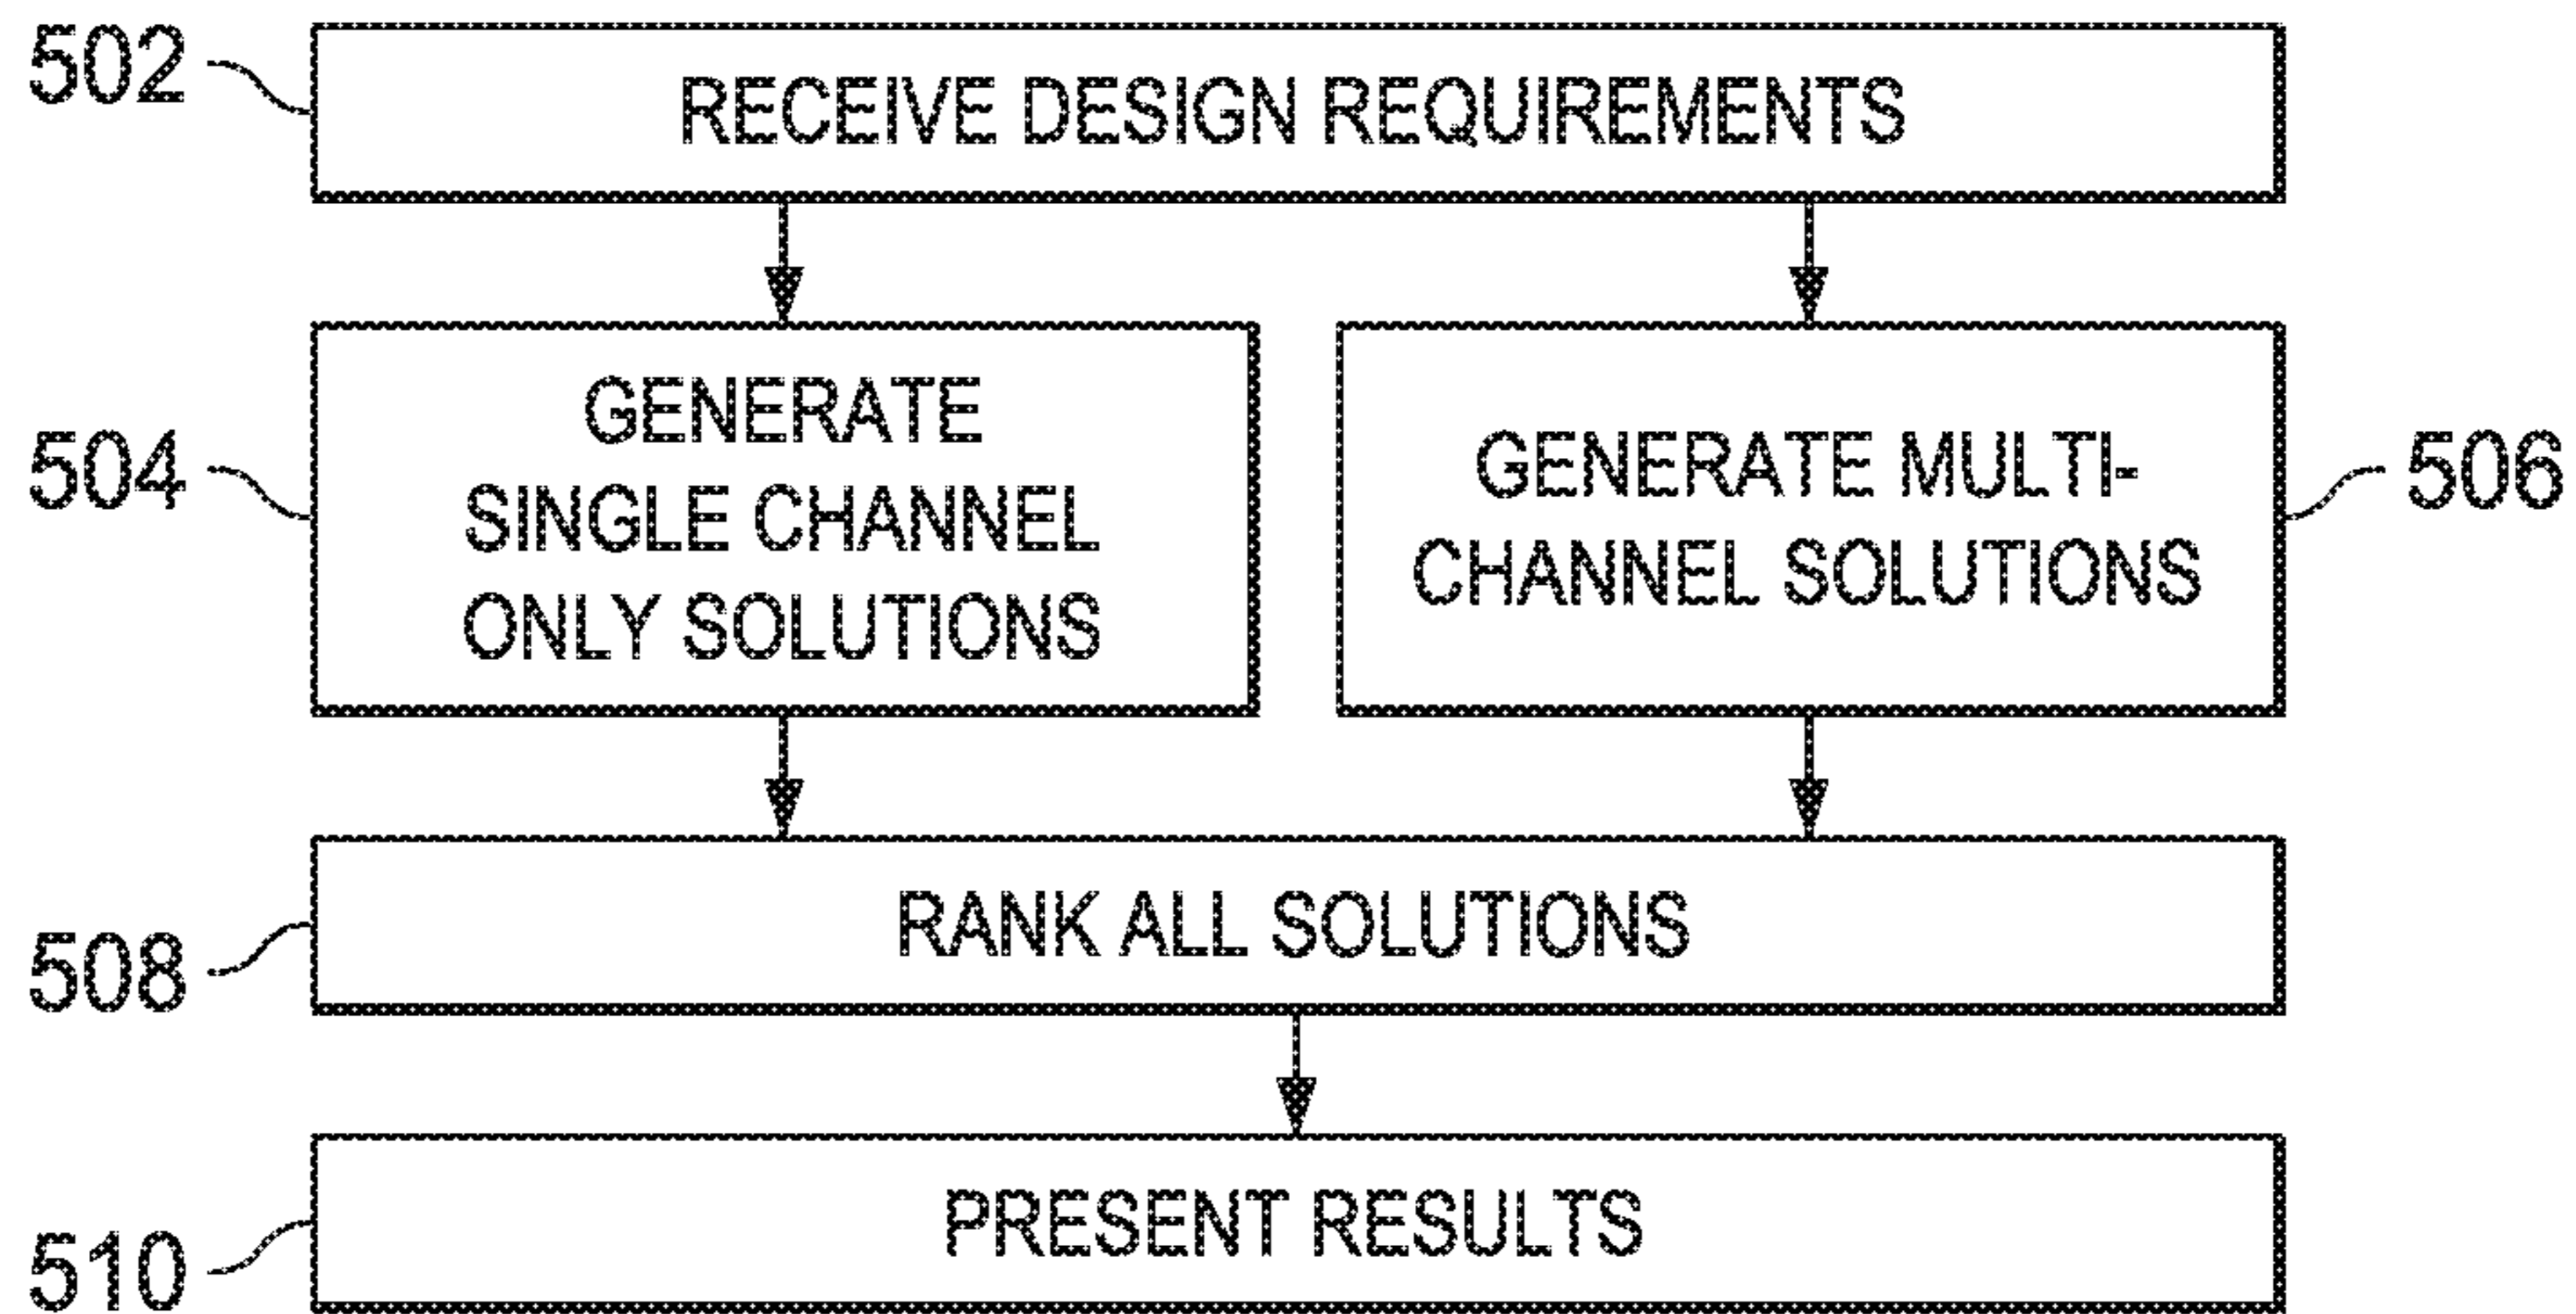 502
RECEIVE DESIGN REQUIREMENTS
504
GENERATE
SINGLE CHANNEL
ONLY SOLUTIONS
GENERATE MULTI-
CHANNEL SOLUTIONS
506
508
RANK ALL SOLUTIONS
510
PRESENT RESULTS